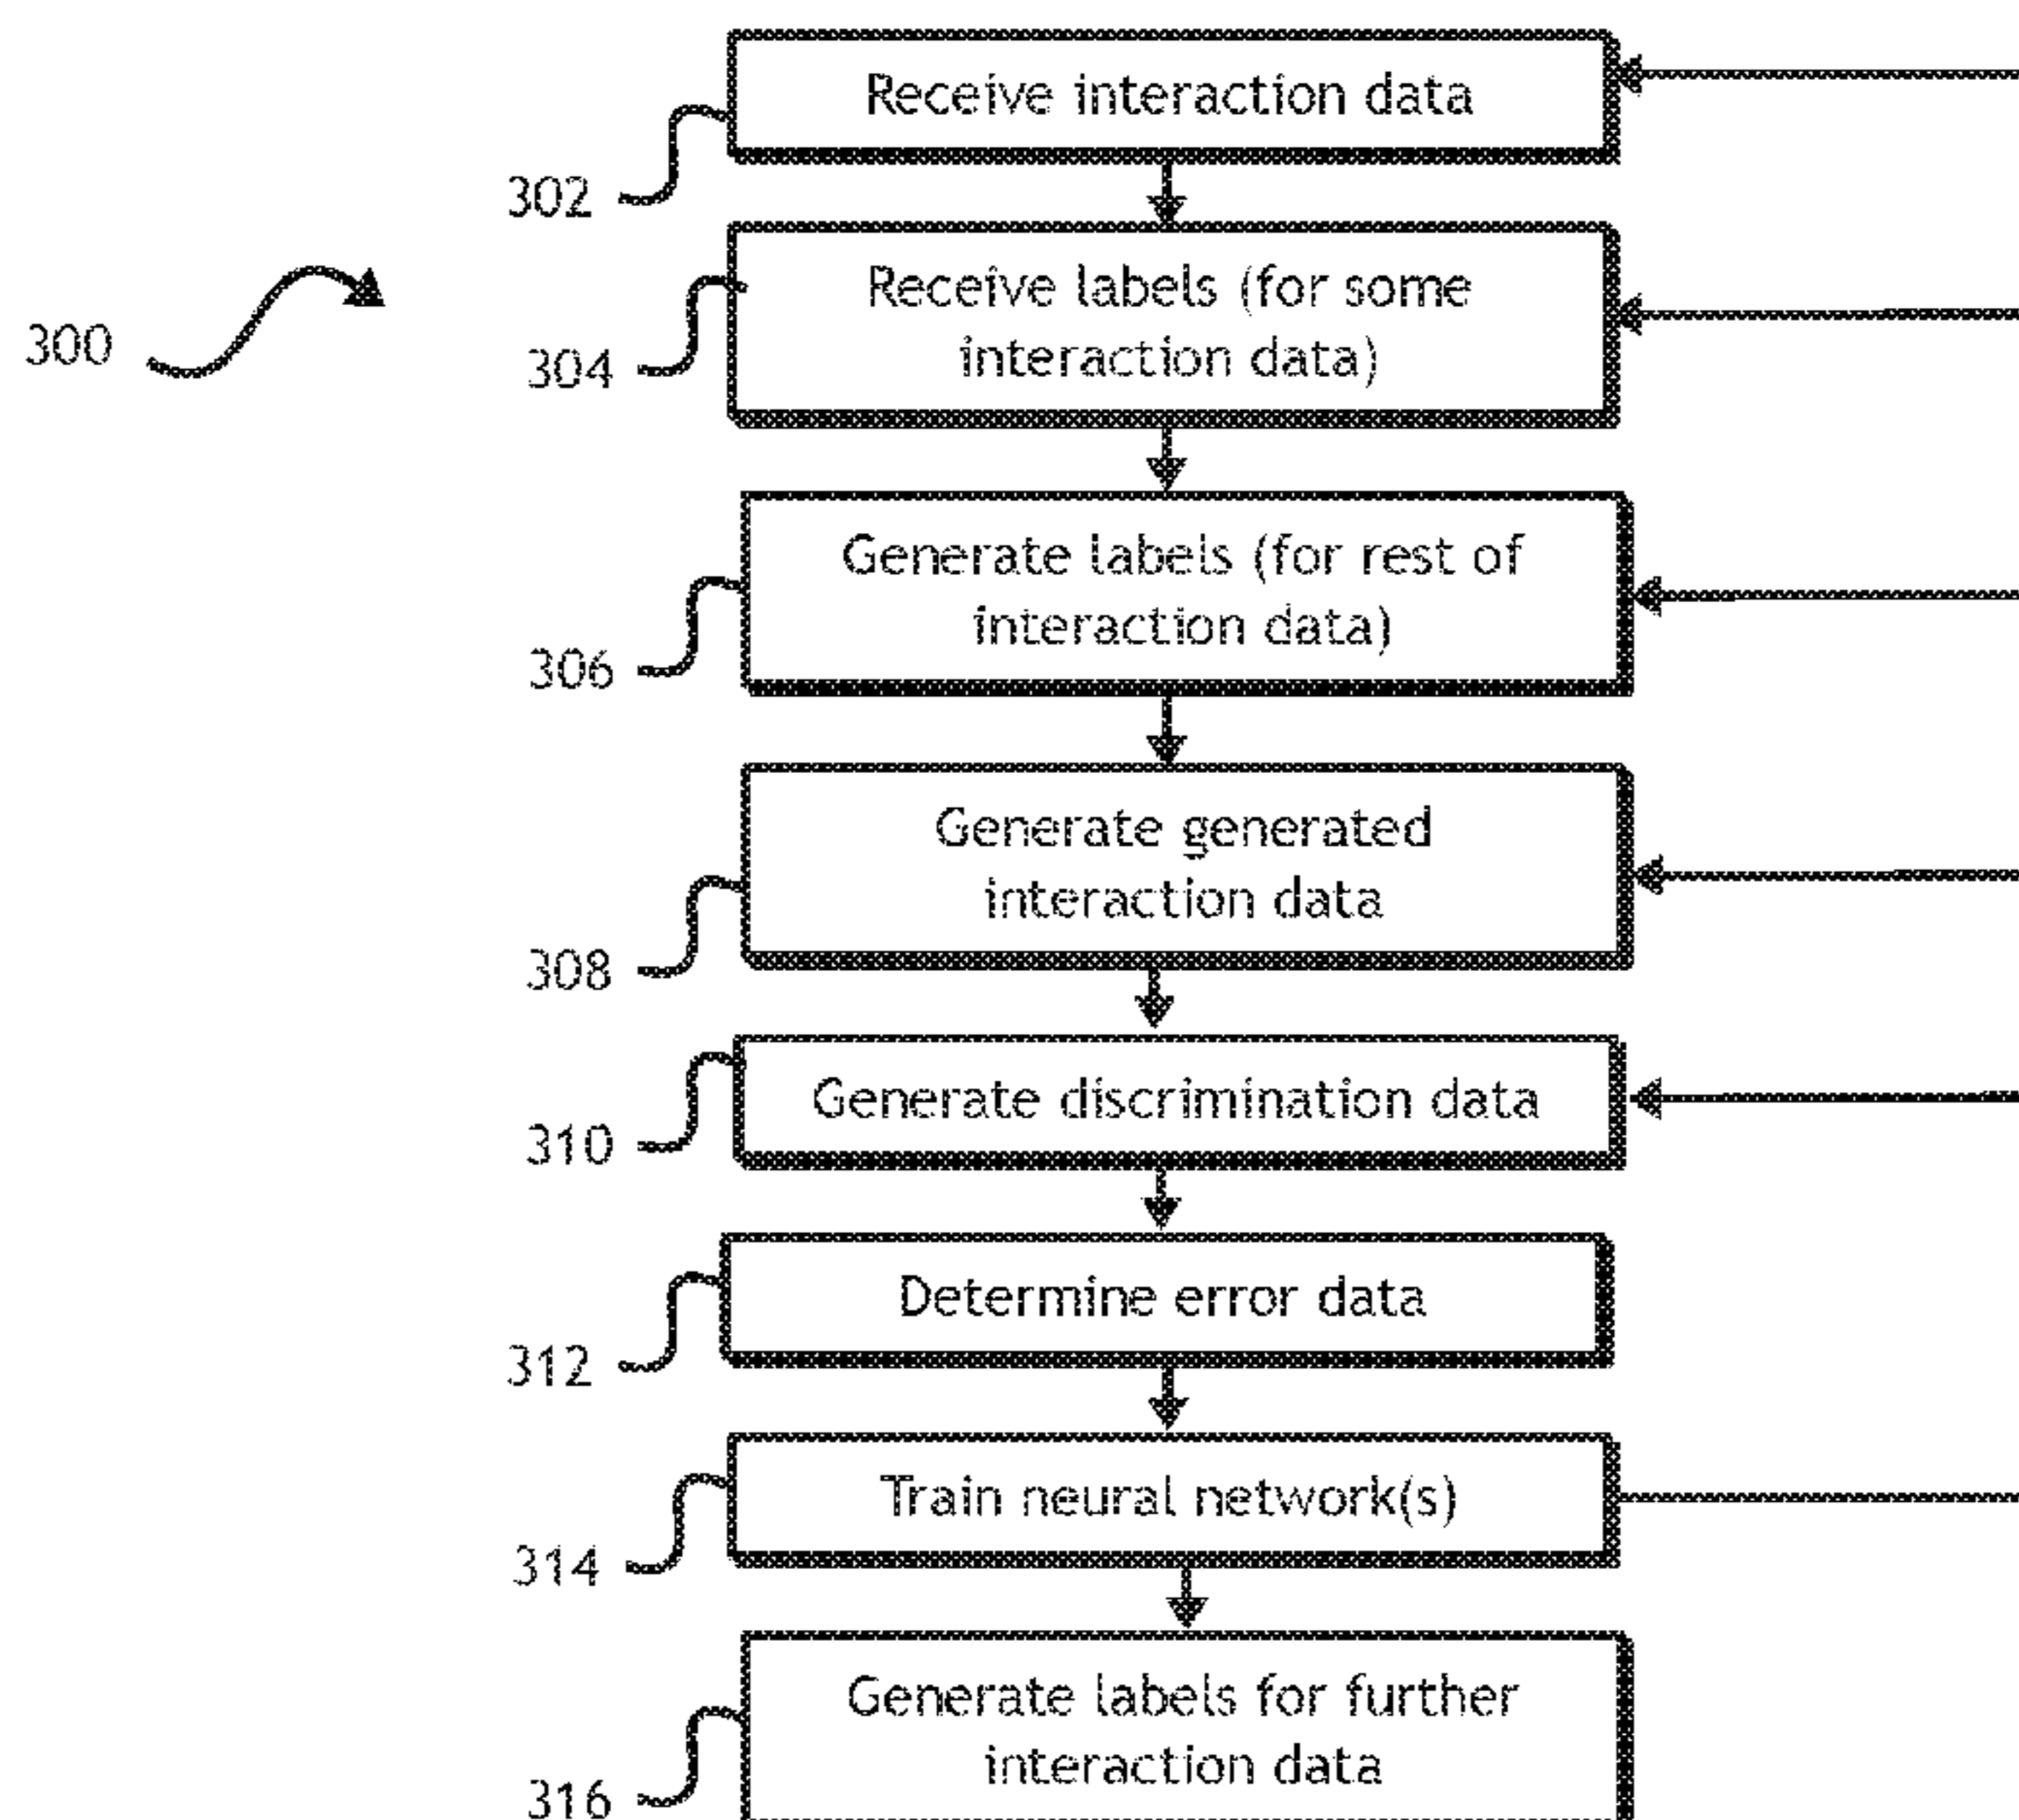 Receive interaction data
302
Receive labels (for some
interaction data)
300
304
Generate labels (for rest of
interaction data)
306
Generate generated
interaction data
308
Generate discrimination data
310
Determine error data
312
Train neural network(s)
314
Generate labels for further
interaction data
316